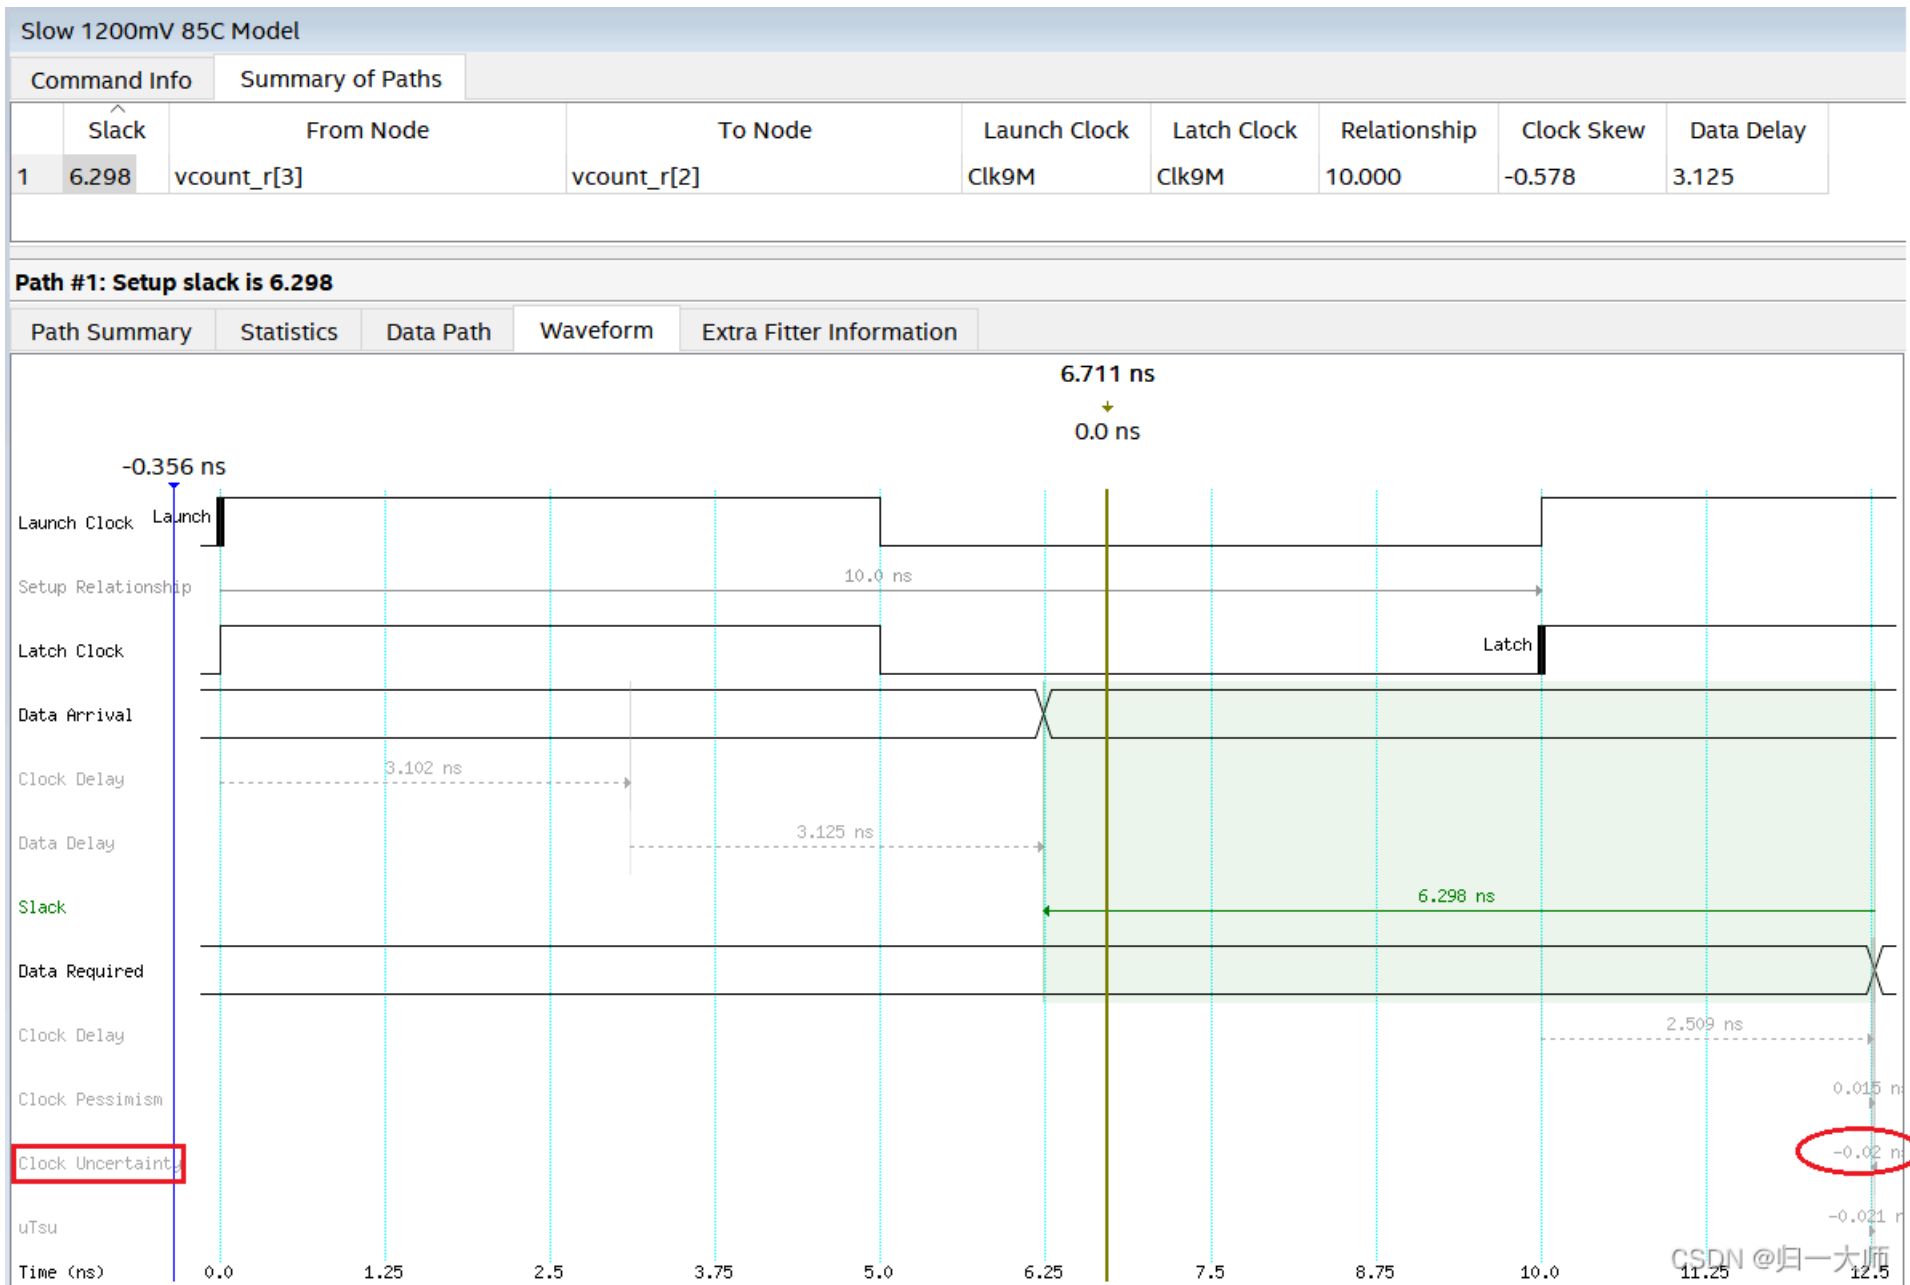 Slow 1200mV 85C Model
Command Info Summary of Paths
Slack From Node To Node Launch Clock Latch Clock Relationship Clock Skew Data Delay
1 6.298 vcount_r[3] vcount_r[2] Clk9M Clk9M 10.000 -0.578 3.125
Path #1: Setup slack is 6.298
Path Summary Statistics Data Path Waveform Extra Fitter Information
6.711 ns
0.0 ns
-0.356 ns
Launch Clock Launch
Setup Relationship 10.0 ns
Latch Clock Latch
Data Arrival
Clock Delay 3.102 ns
Data Delay 3.125 ns
Slack 6.298 ns
Data Required
Clock Delay 2.509 ns
Clock Pessimism 0.015 n
Clock Uncertainty -0.02 n
uTsu -0.021 n
Time (ns) 0.0 1.25 2.5 3.75 5.0 6.25 7.5 8.75 10.0 11.25 12.5
CSDN @归一大师